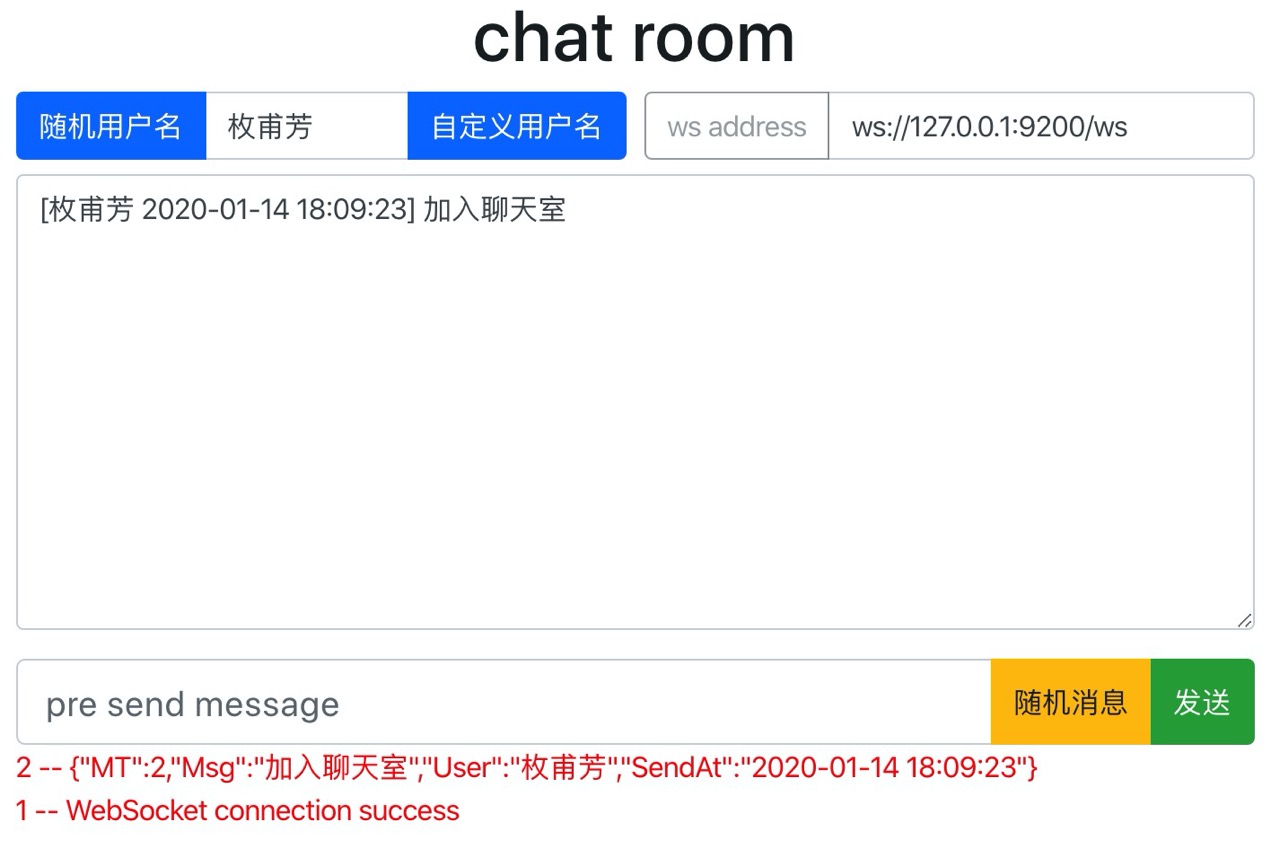 chat room
随机用户名 枚甫芳 自定义用户名 ws address ws://127.0.0.1:9200/ws
[枚甫芳 2020-01-14 18:09:23] 加入聊天室
pre send message 随机消息 发送
2 -- {"MT":2,"Msg":"加入聊天室","User":"枚甫芳","SendAt":"2020-01-14 18:09:23"}
1 -- WebSocket connection success